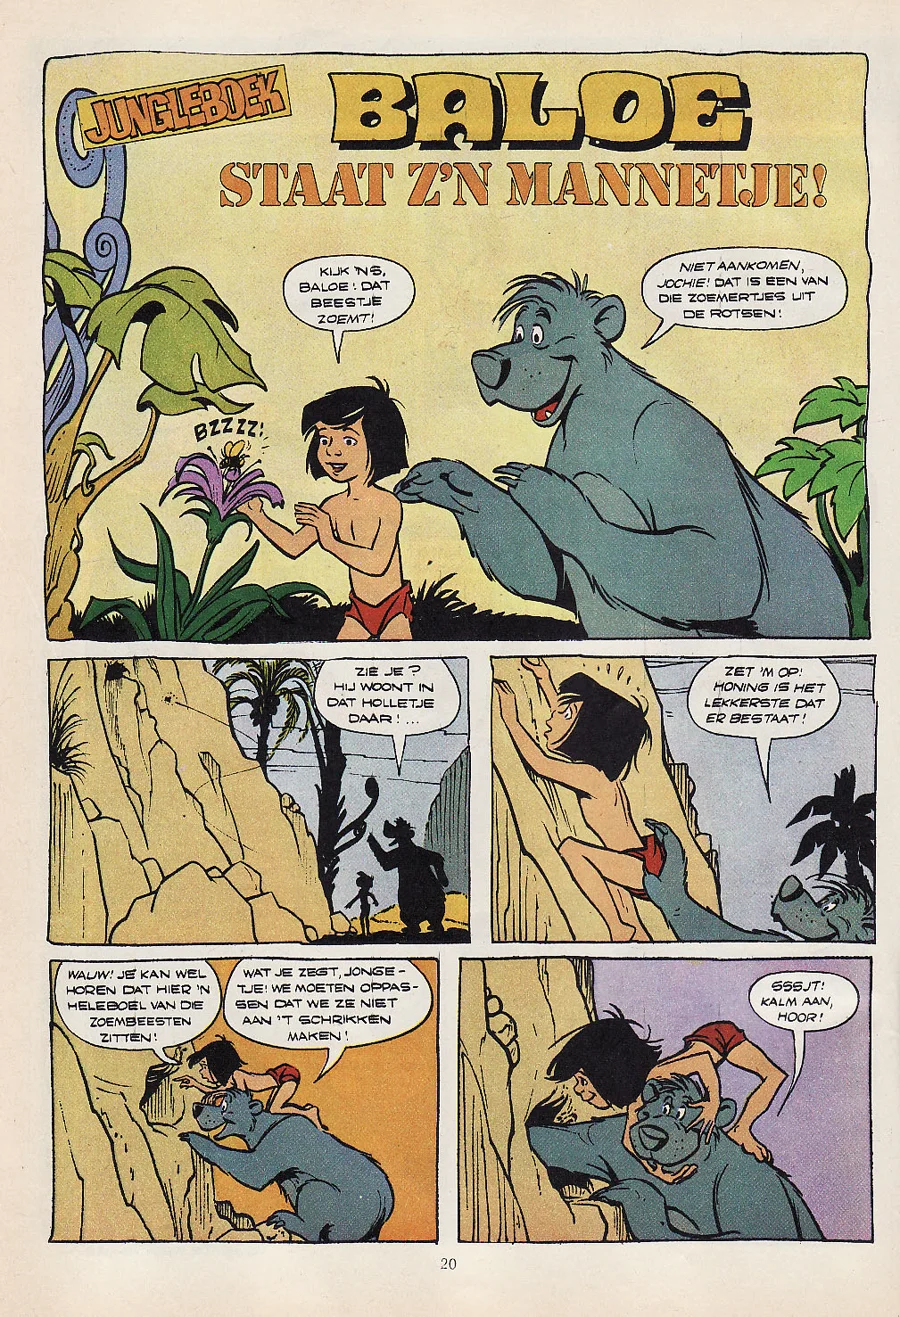 JUNGLEBOEK
BALOE
STAAT Z'N MANNETJE!
KIJK 'NS,
BALOE! DAT
BEESTJE
ZOEMT!
NIET AANKOMEN,
JOCHIE! DAT IS EEN VAN
DIE ZOEMERTJES UIT
DE ROTSEN!
BZZZZ!
ZIE JE?
HIJ WOONT IN
DAT HOLLETJE
DAAR!...
ZET 'M OP!
HONING IS HET
LEKKERSTE DAT
ER BESTAAT!
WAUW! JE KAN WEL
HOREN DAT HIER 'N
HELEBOEL VAN DIE
ZOEMBEESTEN
ZITTEN!
WAT JE ZEGT, JONGE-
TJE! WE MOETEN OPPAS-
SEN DAT WE ZE NIET
AAN 'T SCHRIKKEN
MAKEN!
SSSJT!
KALM AAN,
HOOR!
20